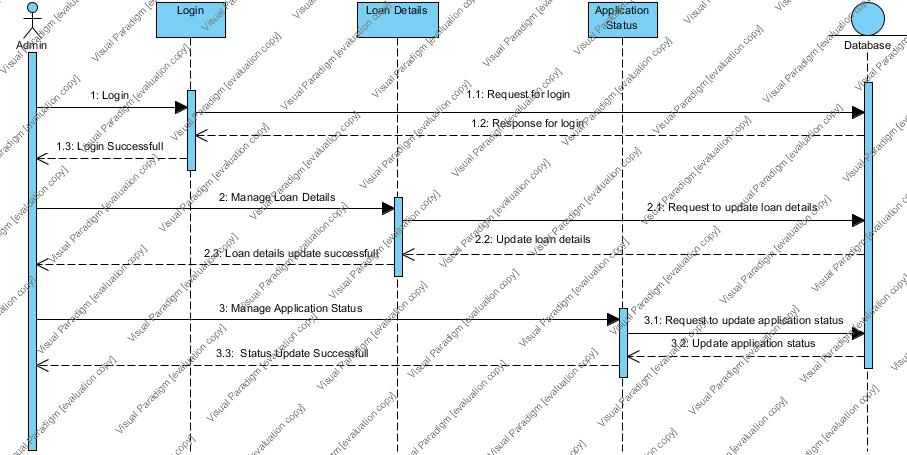 Login
Loan Details
Application
Status
Admin
Database
1: Login
1.1: Request for login
1.2: Response for login
1.3: Login Successfull
2: Manage Loan Details
2.1: Request to update loan details
2.2: Update loan details
2.3: Loan details update successfull
3: Manage Application Status
3.1: Request to update application status
3.2: Update application status
3.3: Status Update Successfull
Visual Paradigm [evaluation copy]